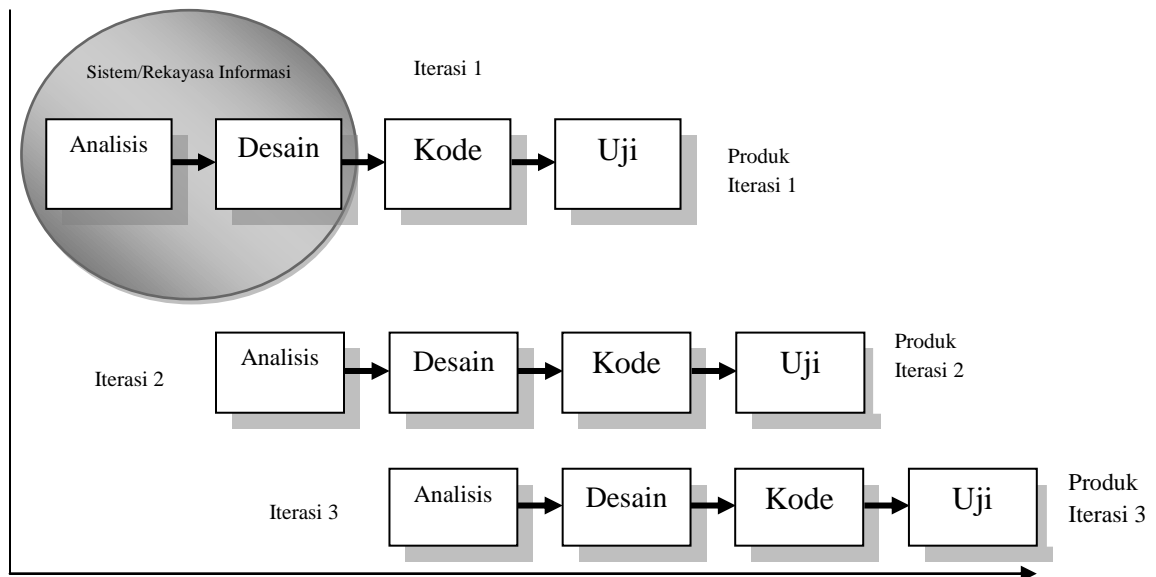 Sistem/Rekayasa Informasi
Iterasi 1
Analisis
Desain
Kode
Uji
Produk
Iterasi 1
Iterasi 2
Analisis
Desain
Kode
Uji
Produk
Iterasi 2
Iterasi 3
Analisis
Desain
Kode
Uji
Produk
Iterasi 3